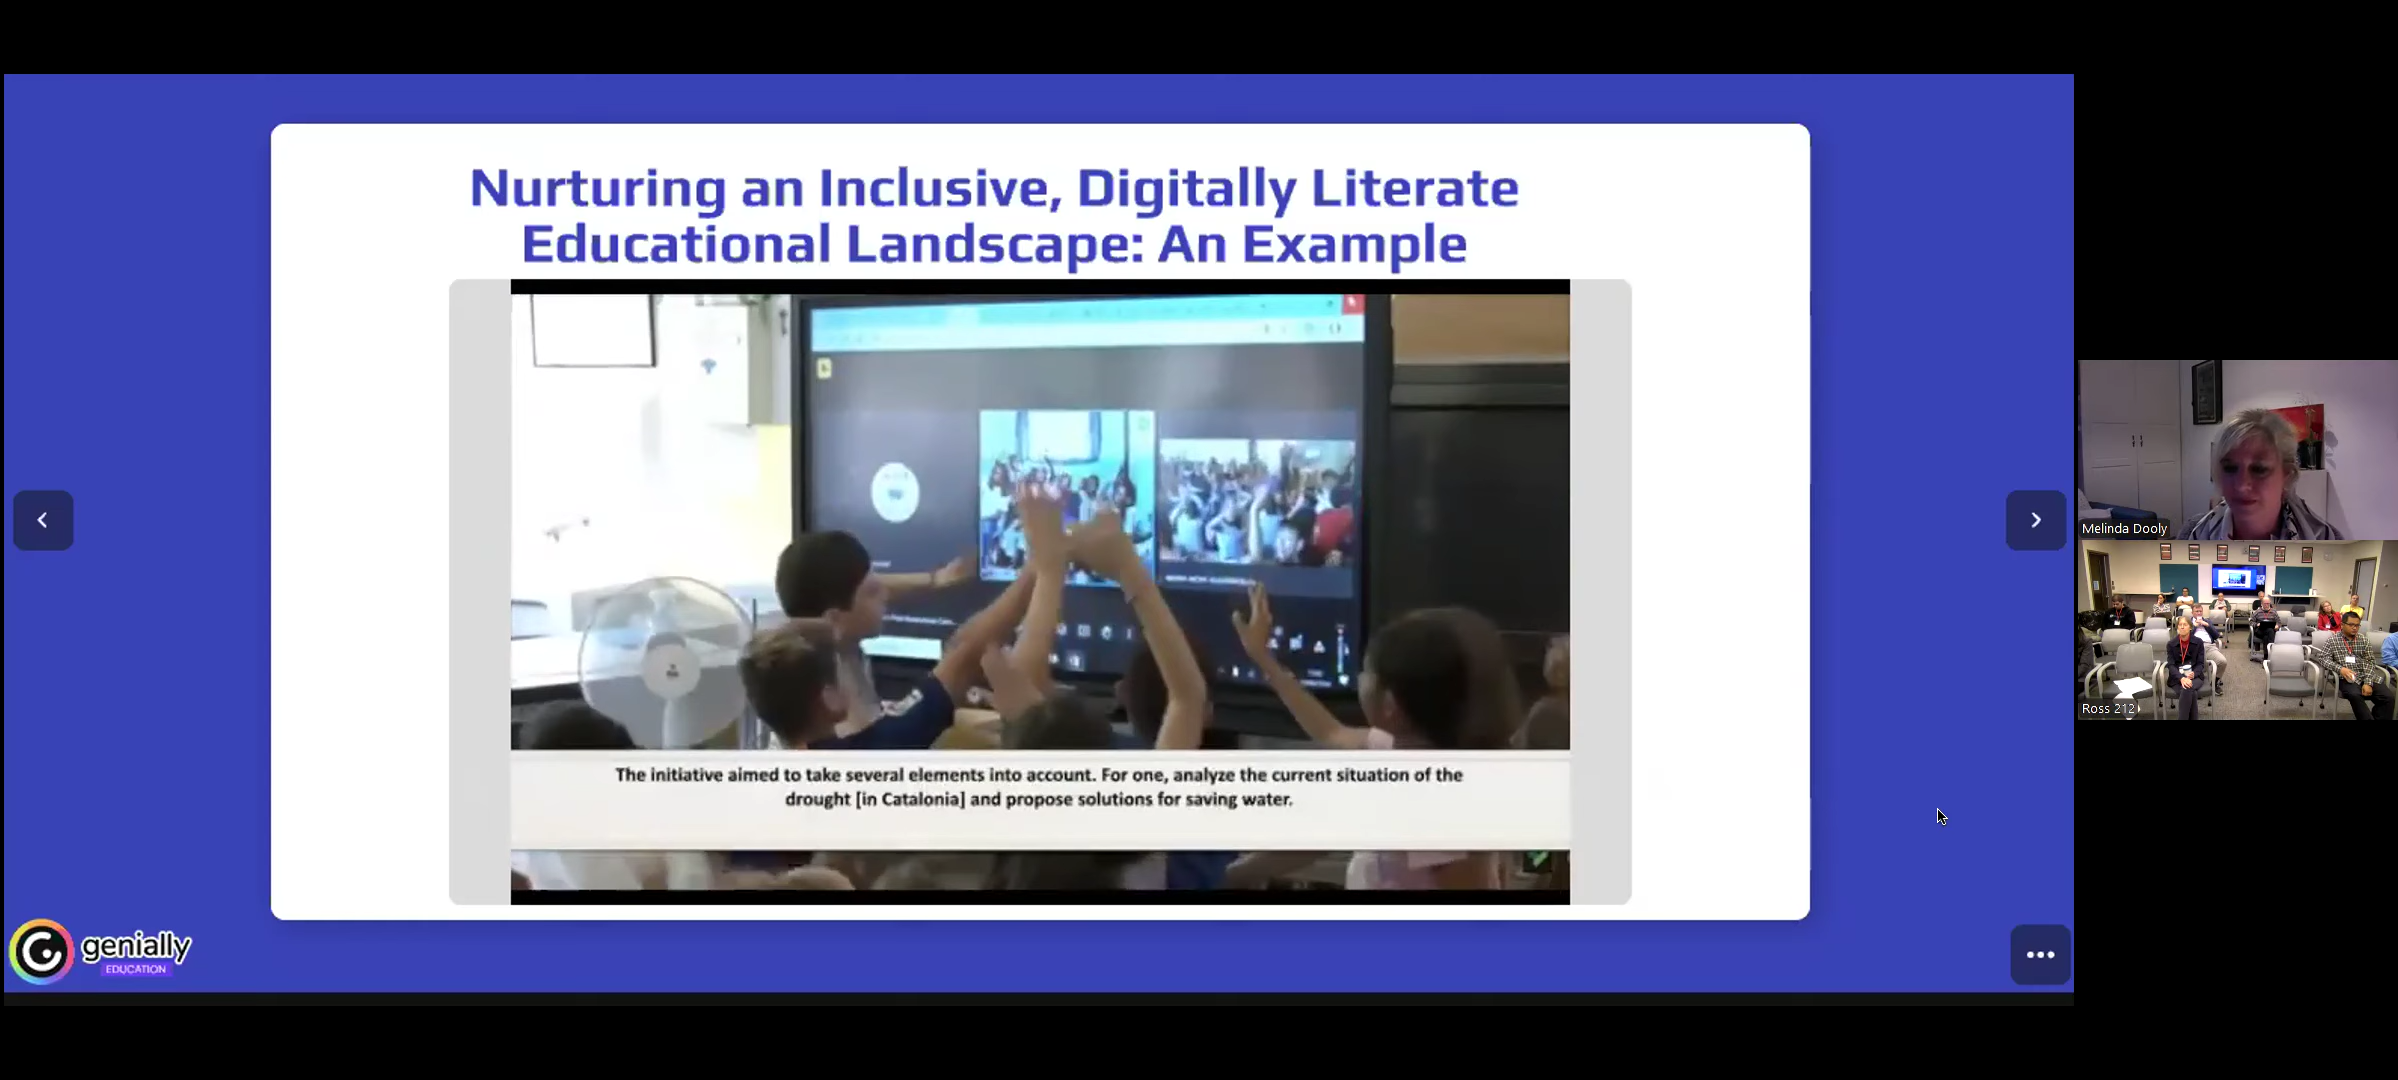 Nurturing an Inclusive, Digitally Literate
Educational Landscape: An Example
The initiative aimed to take several elements into account. For one, analyze the current situation of the
drought [in Catalonia] and propose solutions for saving water.
Melinda Dooly
Ross 212
genially
EDUCATION